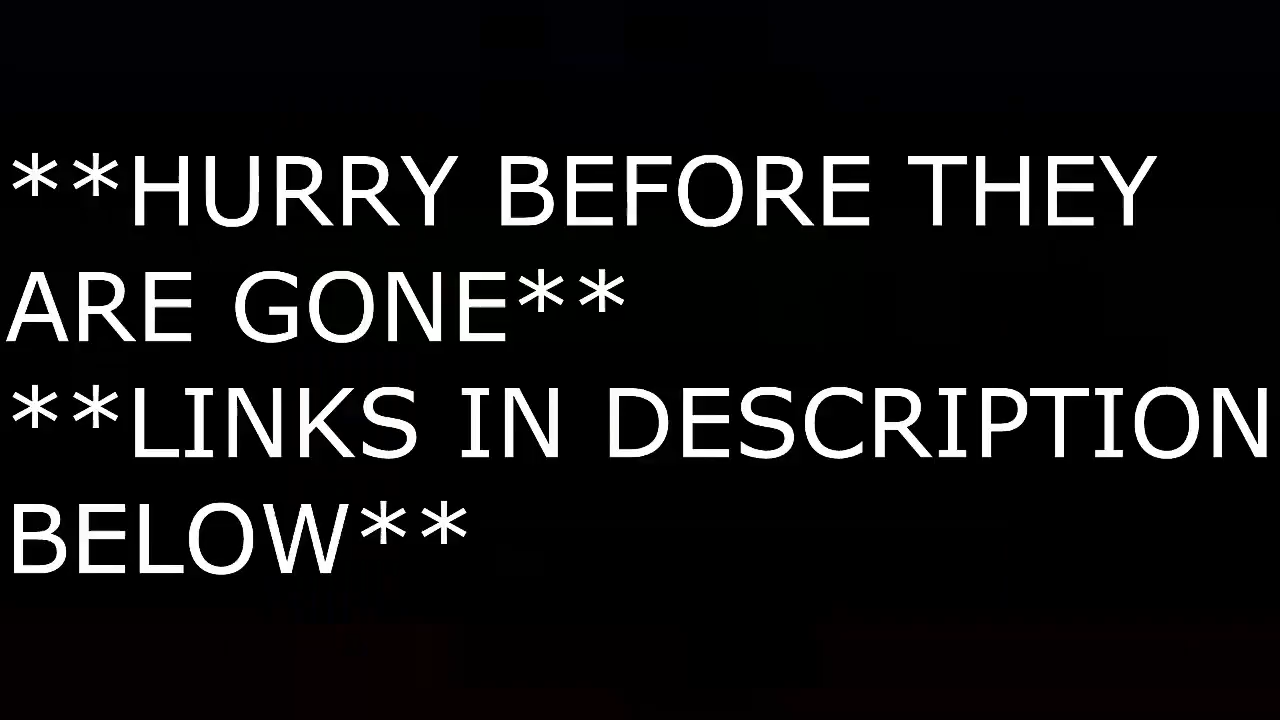 **HURRY BEFORE THEY
ARE GONE**
**LINKS IN DESCRIPTION
BELOW**